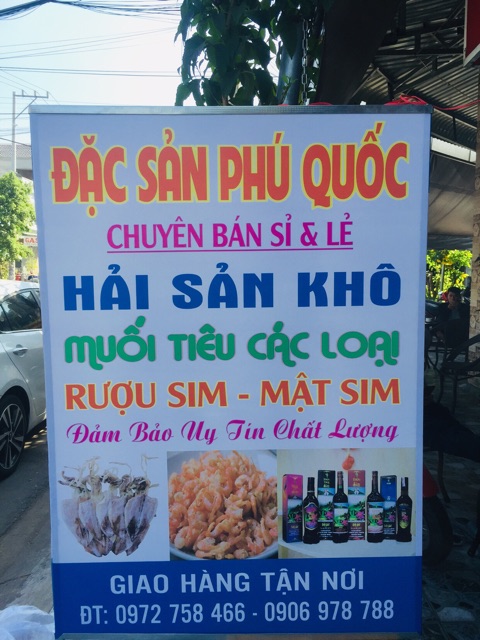 ĐẶC SẢN PHÚ QUỐC
CHUYÊN BÁN SỈ & LẺ
HẢI SẢN KHÔ
MUỐI TIÊU CÁC LOẠI
RƯỢU SIM - MẬT SIM
Đảm Bảo Uy Tín Chất Lượng
GIAO HÀNG TẬN NƠI
ĐT: 0972 758 466 - 0906 978 788